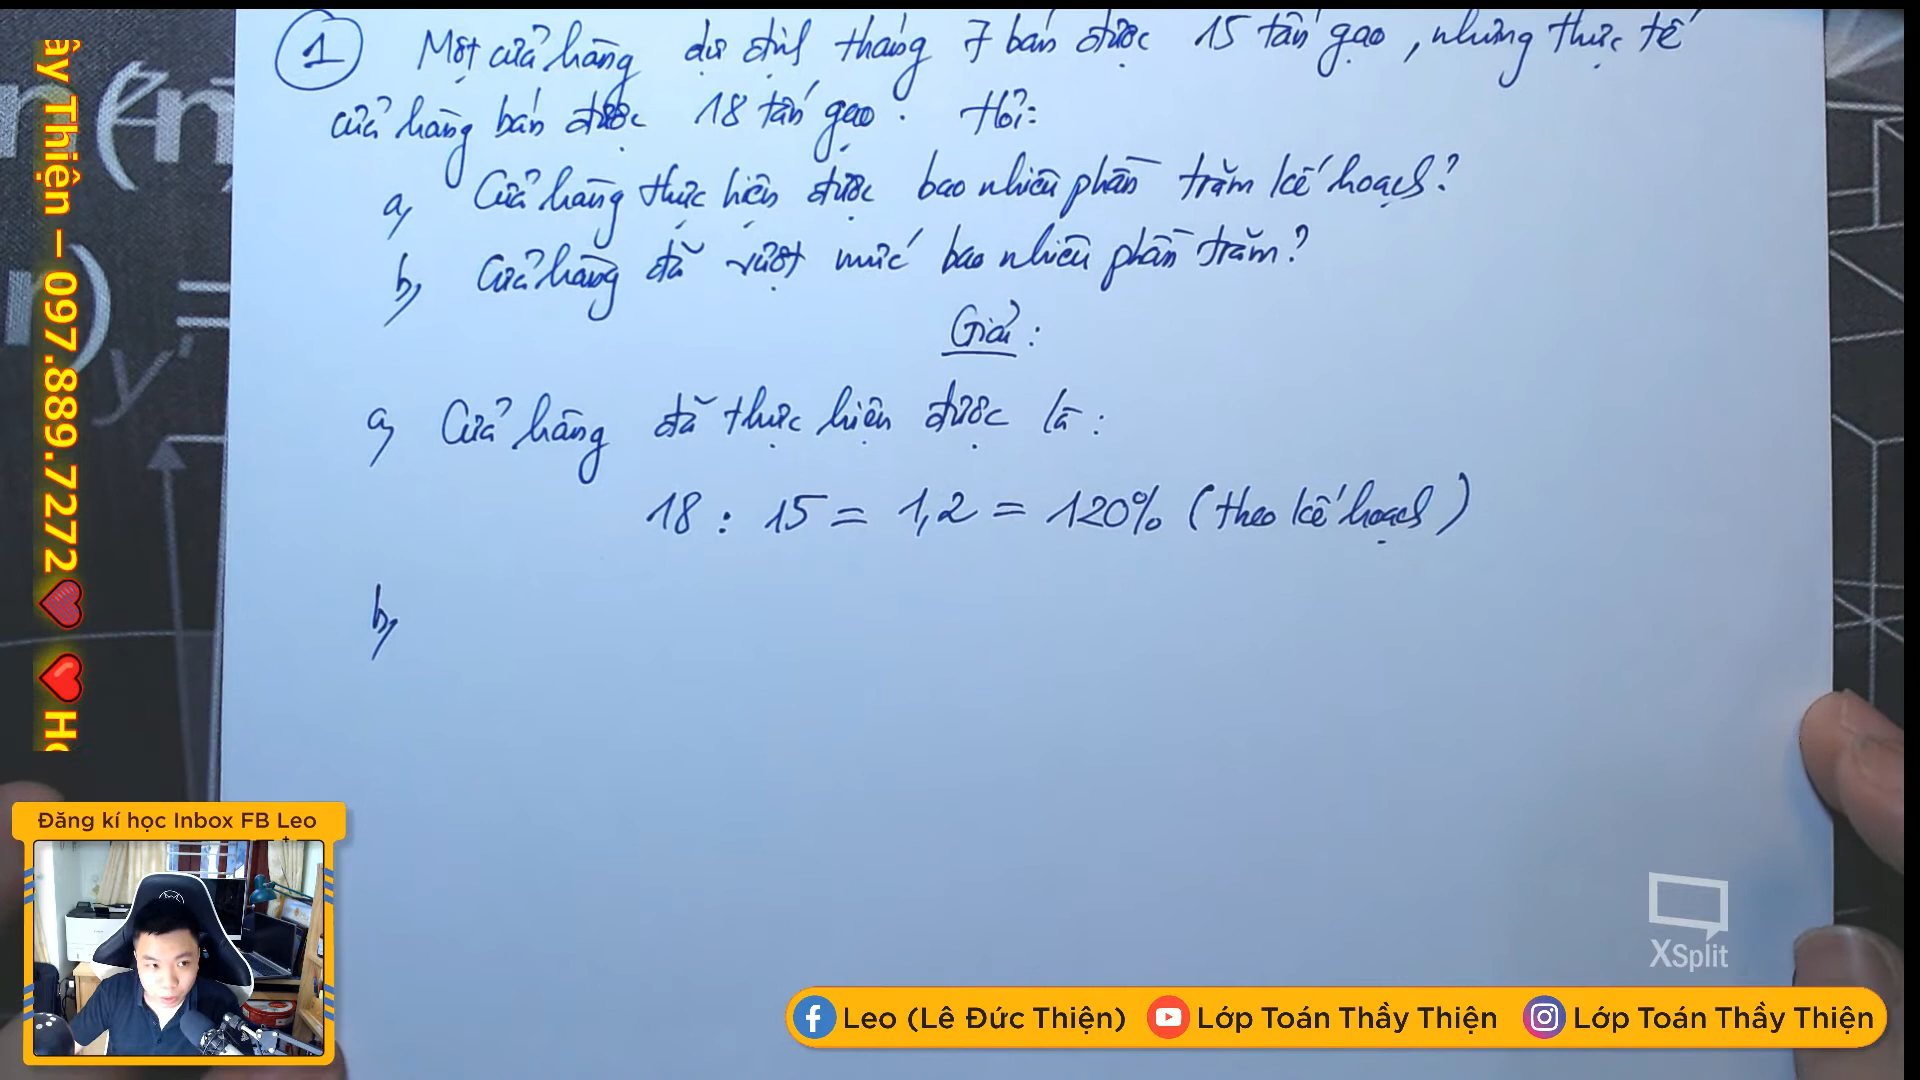 1 Một cửa hàng dự định tháng 7 bán được 15 tấn gạo, nhưng thực tế
cửa hàng bán được 18 tấn gạo. Hỏi:
a, Cửa hàng thực hiện được bao nhiêu phần trăm kế hoạch?
b, Cửa hàng đã vượt mức bao nhiêu phần trăm?
Giải:
a, Cửa hàng đã thực hiện được là:
18 : 15 = 1,2 = 120% (theo kế hoạch)
b,
Thiện – 097.889.7272
Đăng kí học Inbox FB Leo
XSplit
Leo (Lê Đức Thiện) Lớp Toán Thầy Thiện Lớp Toán Thầy Thiện